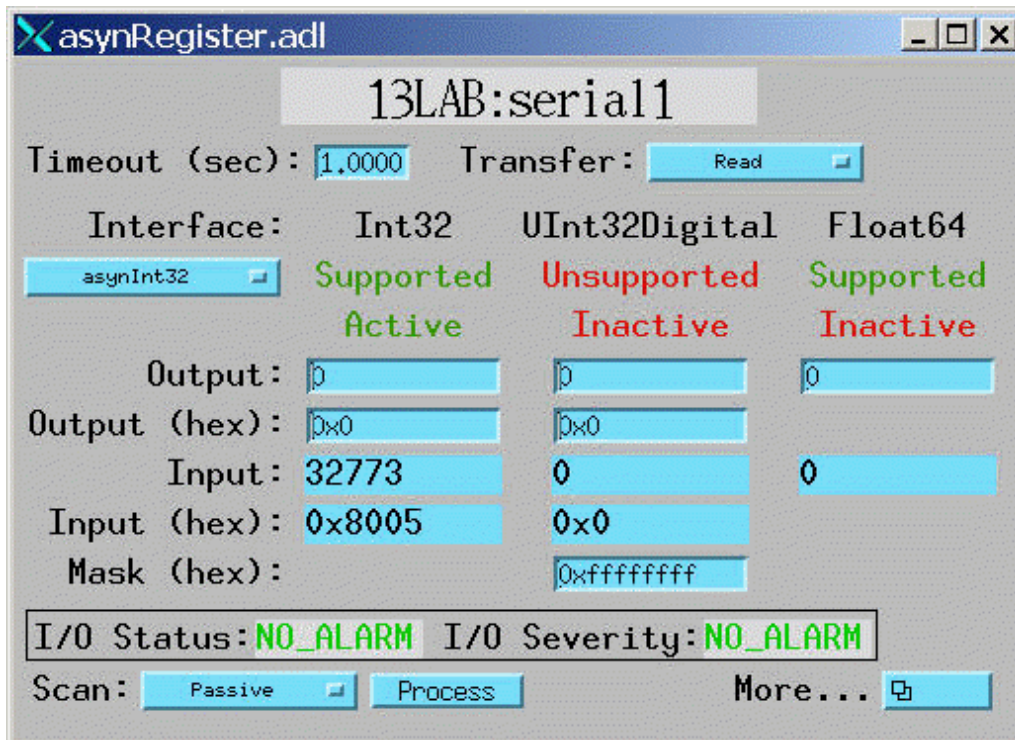 asynRegister.adl
13LAB:serial1
Timeout (sec): 1.0000 Transfer: Read
Interface: Int32 UInt32Digital Float64
asynInt32 Supported Unsupported Supported
Active Inactive Inactive
Output: 0 0 0
Output (hex): 0x0 0x0
Input: 32773 0 0
Input (hex): 0x8005 0x0
Mask (hex): 0xffffffff
I/O Status: NO_ALARM I/O Severity: NO_ALARM
Scan: Passive Process More...